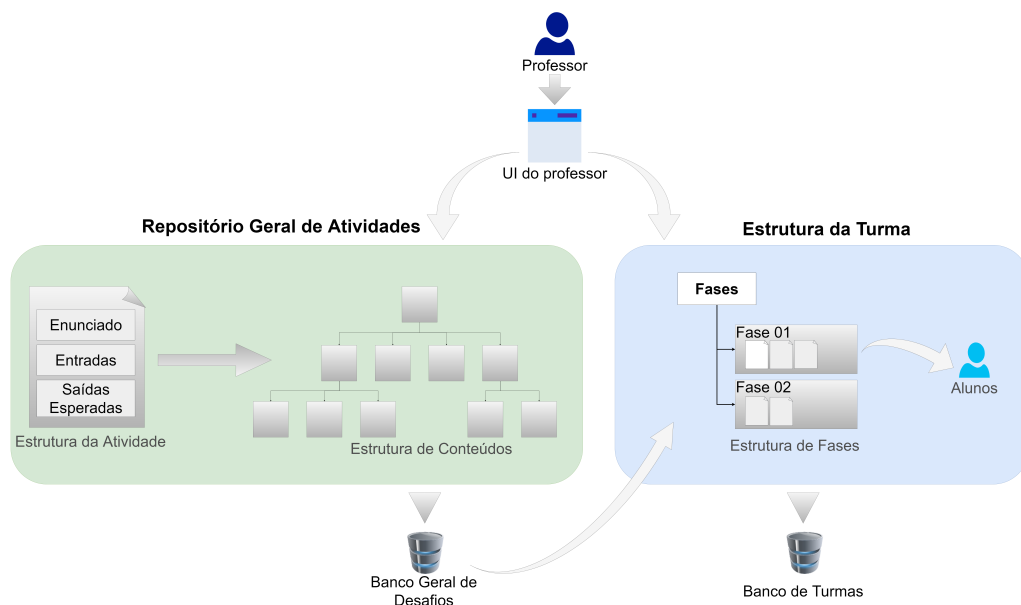 Professor
UI do professor
Repositório Geral de Atividades
Enunciado
Entradas
Saídas
Esperadas
Estrutura da Atividade
Estrutura de Conteúdos
Banco Geral de
Desafios
Estrutura da Turma
Fases
Fase 01
Fase 02
Estrutura de Fases
Alunos
Banco de Turmas